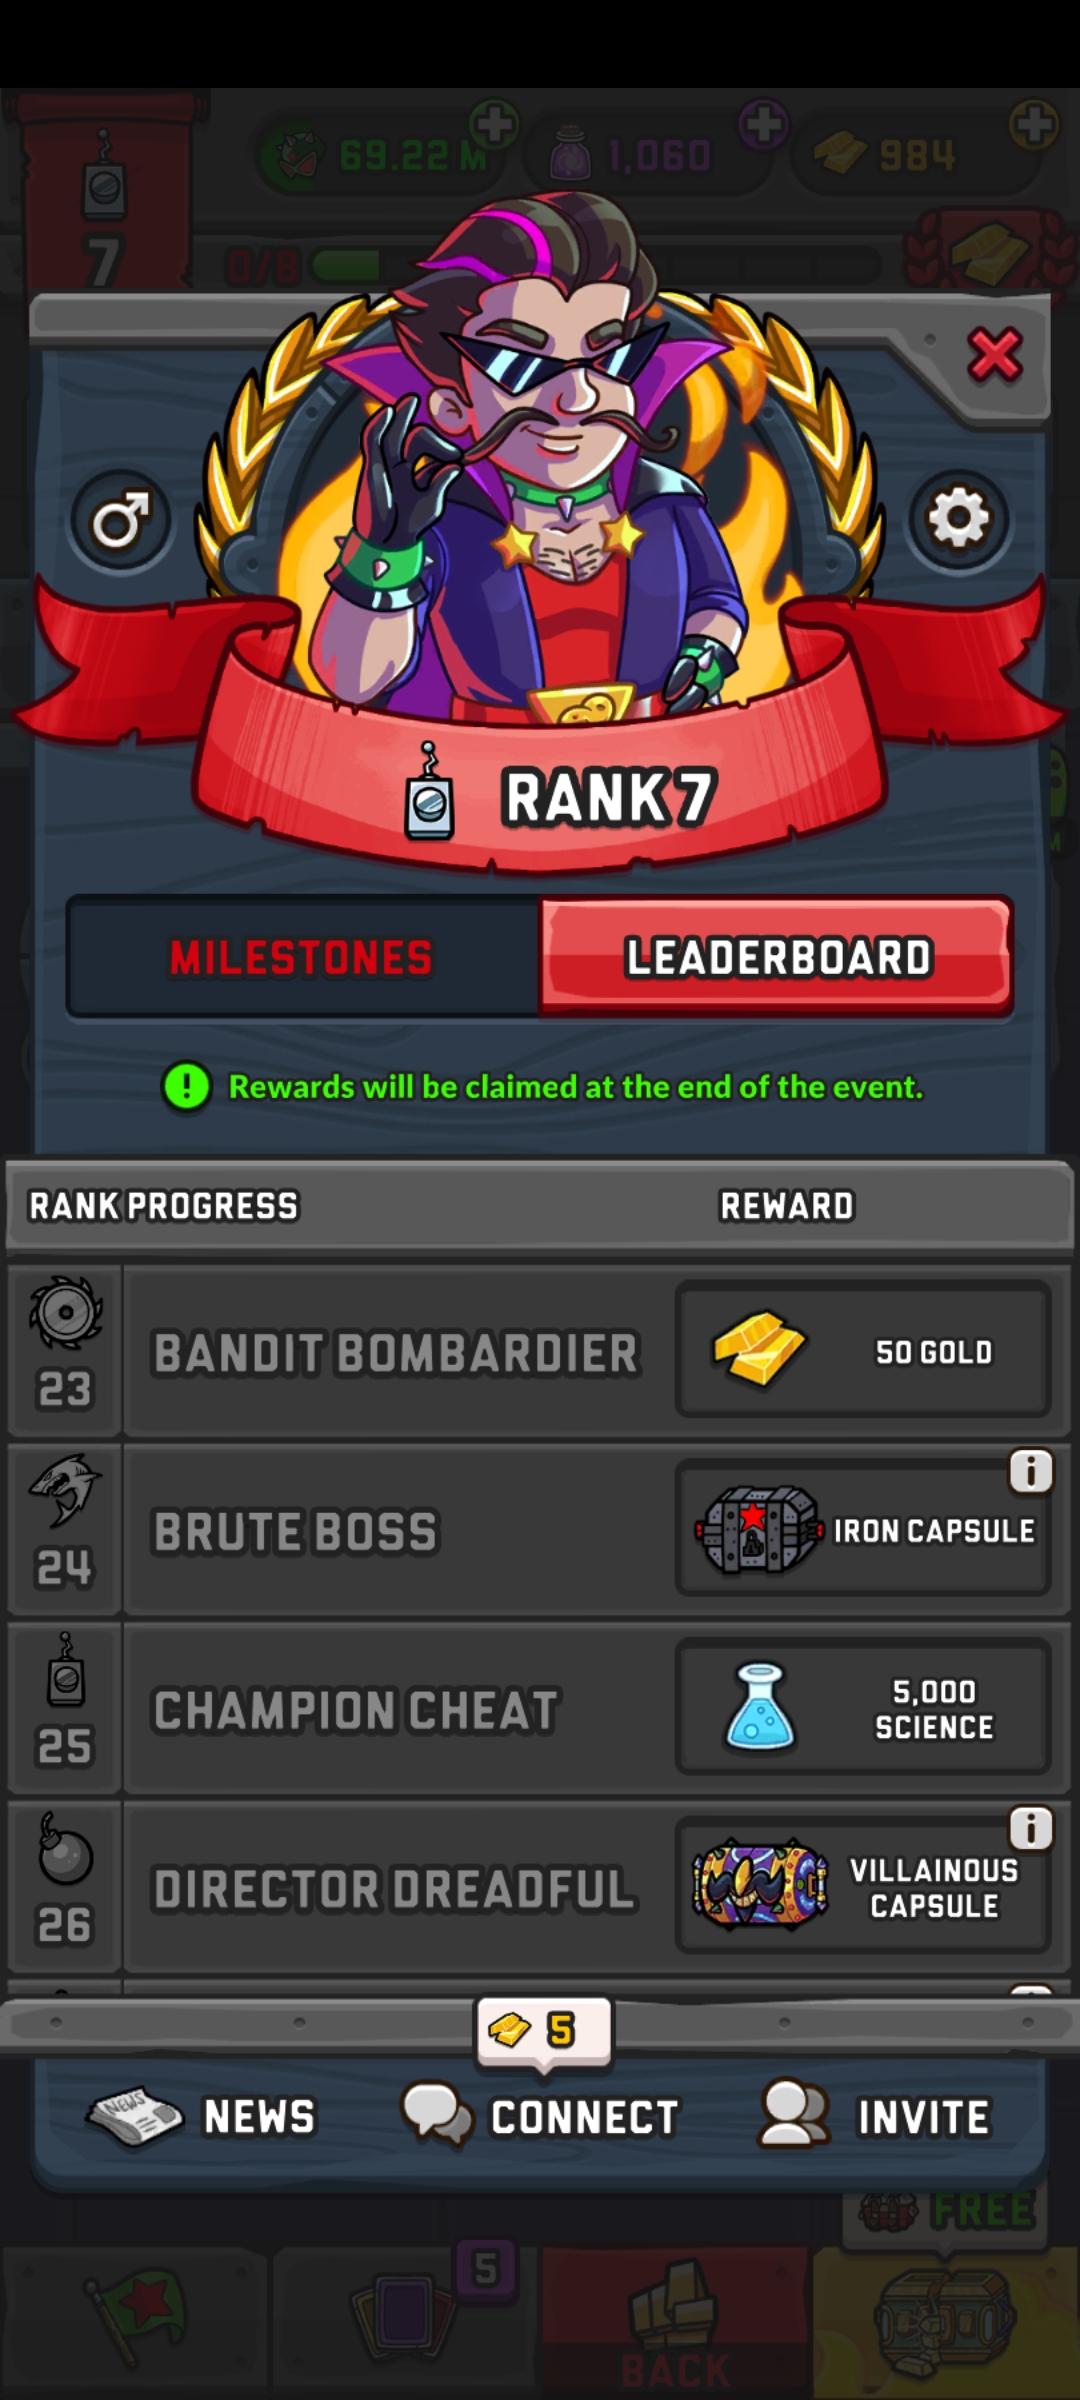 69.22 M
1,060
984
7
0/8
RANK 7
MILESTONES
LEADERBOARD
! Rewards will be claimed at the end of the event.
RANK PROGRESS
REWARD
23
BANDIT BOMBARDIER
50 GOLD
24
BRUTE BOSS
i
IRON CAPSULE
25
CHAMPION CHEAT
5,000
SCIENCE
26
DIRECTOR DREADFUL
i
VILLAINOUS
CAPSULE
5
NEWS
NEWS
CONNECT
INVITE
FREE
5
BACK